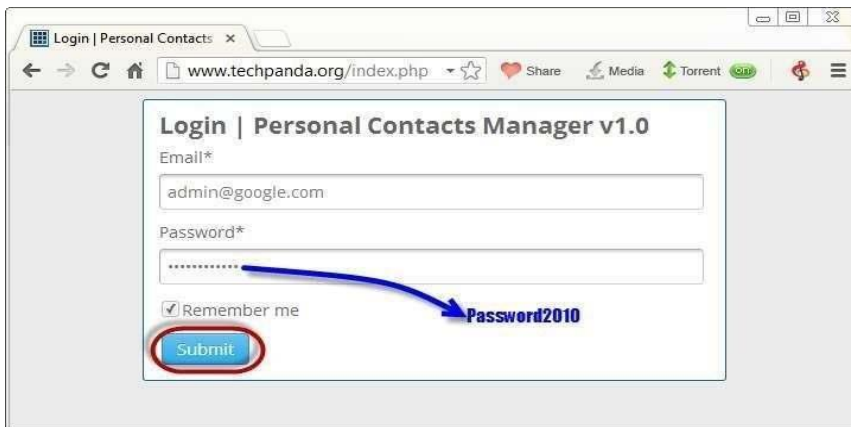 Login | Personal Contacts
www.techpanda.org/index.php Share Media Torrent
Login | Personal Contacts Manager v1.0
Email*
admin@google.com
Password*
••••••••••••
Remember me
Password2010
Submit